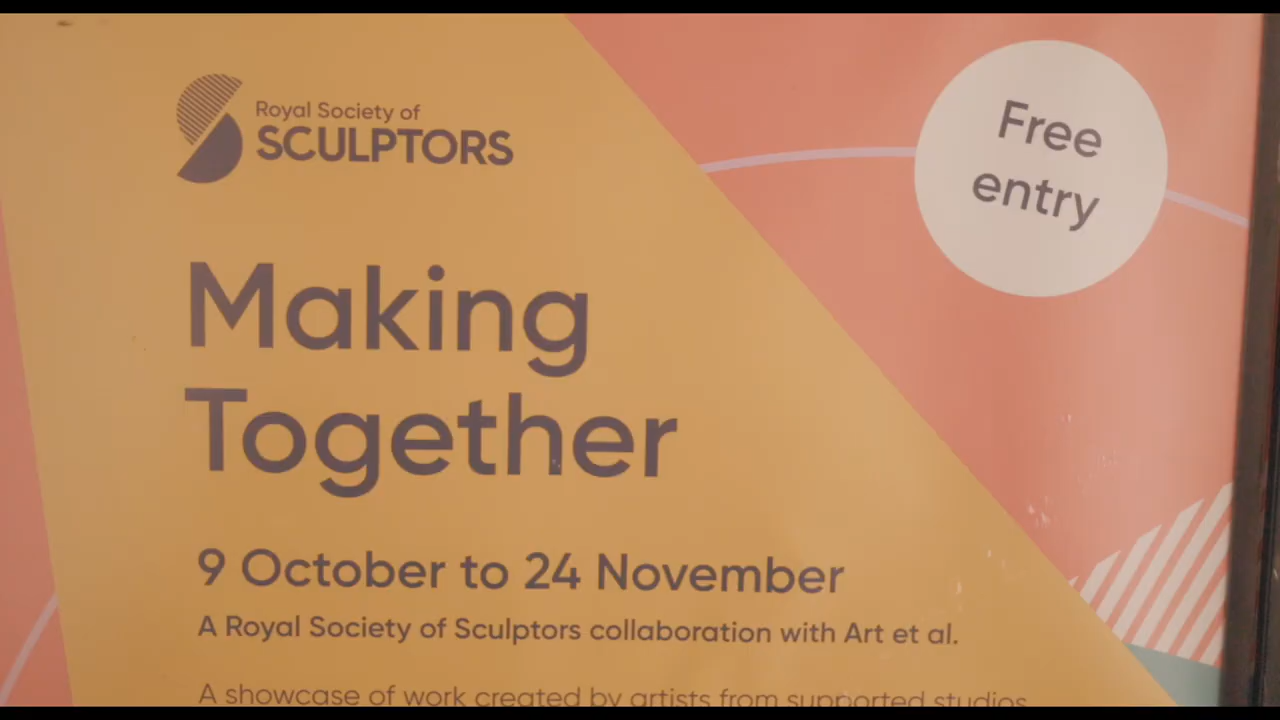 Royal Society of
SCULPTORS
Free
entry
Making
Together
9 October to 24 November
A Royal Society of Sculptors collaboration with Art et al.
A showcase of work created by artists from supported studios